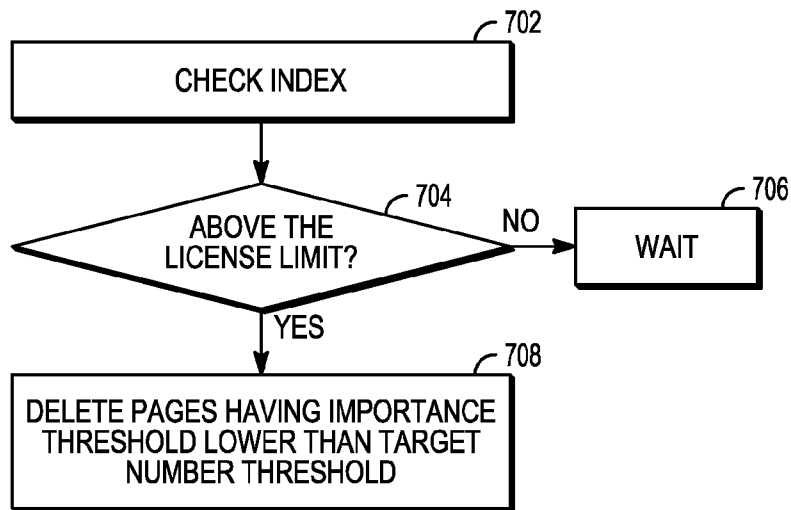 702
CHECK INDEX
704
ABOVE THE
LICENSE LIMIT?
NO
706
WAIT
YES
708
DELETE PAGES HAVING IMPORTANCE
THRESHOLD LOWER THAN TARGET
NUMBER THRESHOLD